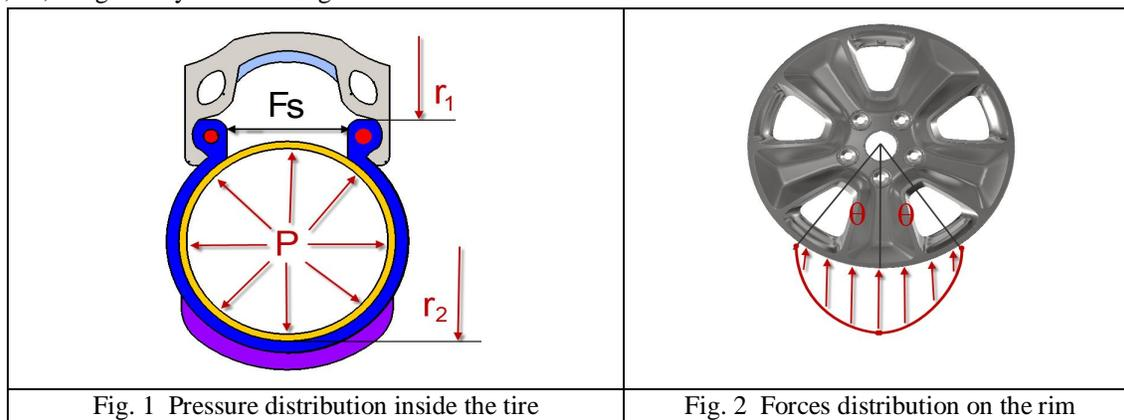 Fs
r₁
P
r₂
θ θ
Fig. 1 Pressure distribution inside the tire
Fig. 2 Forces distribution on the rim